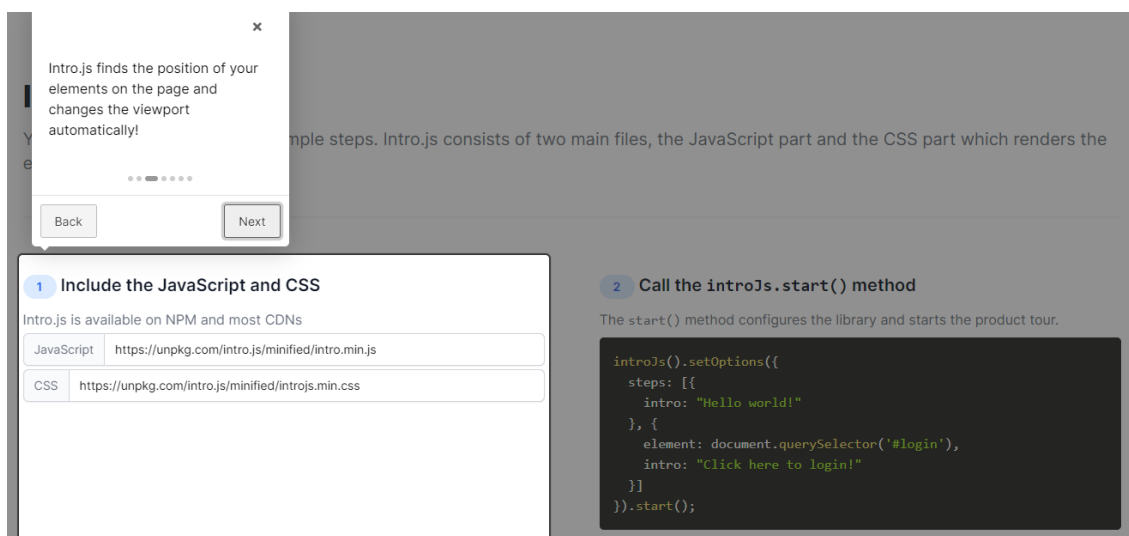 ×
Intro.js finds the position of your
elements on the page and
changes the viewport
automatically!
mple steps. Intro.js consists of two main files, the JavaScript part and the CSS part which renders the
Back
Next
1 Include the JavaScript and CSS
Intro.js is available on NPM and most CDNs
JavaScript https://unpkg.com/intro.js/minified/intro.min.js
CSS https://unpkg.com/intro.js/minified/introjs.min.css
2 Call the introJs.start() method
The start() method configures the library and starts the product tour.
introJs().setOptions({
  steps: [{
    intro: "Hello world!"
  }, {
    element: document.querySelector('#login'),
    intro: "Click here to login!"
  }]
}).start();